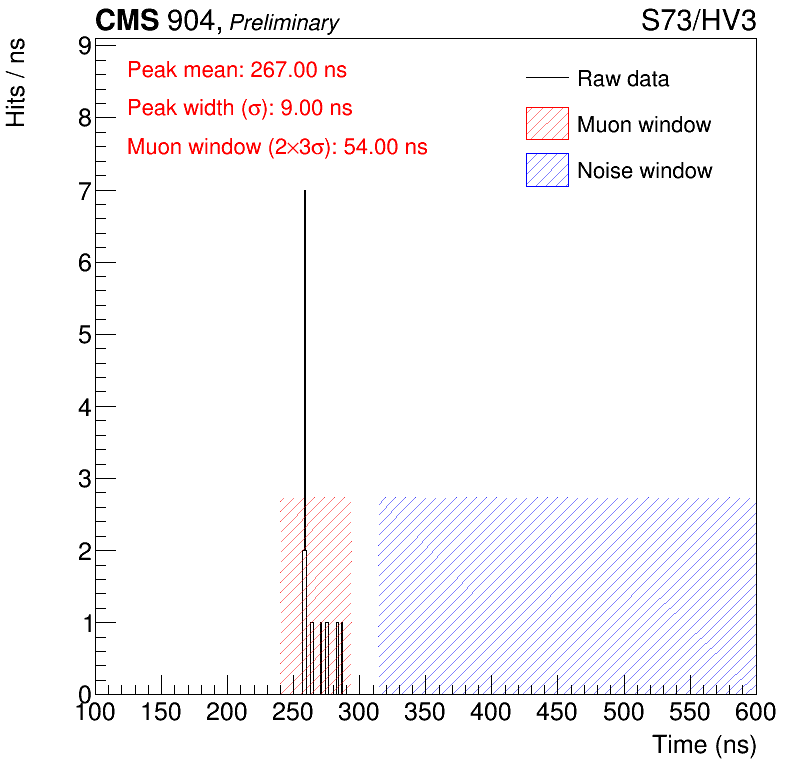 CMS 904, Preliminary
S73/HV3
Hits / ns
Peak mean: 267.00 ns
Peak width (σ): 9.00 ns
Muon window (2×3σ): 54.00 ns
Raw data
Muon window
Noise window
9
8
7
6
5
4
3
2
1
0
100 150 200 250 300 350 400 450 500 550 600
Time (ns)